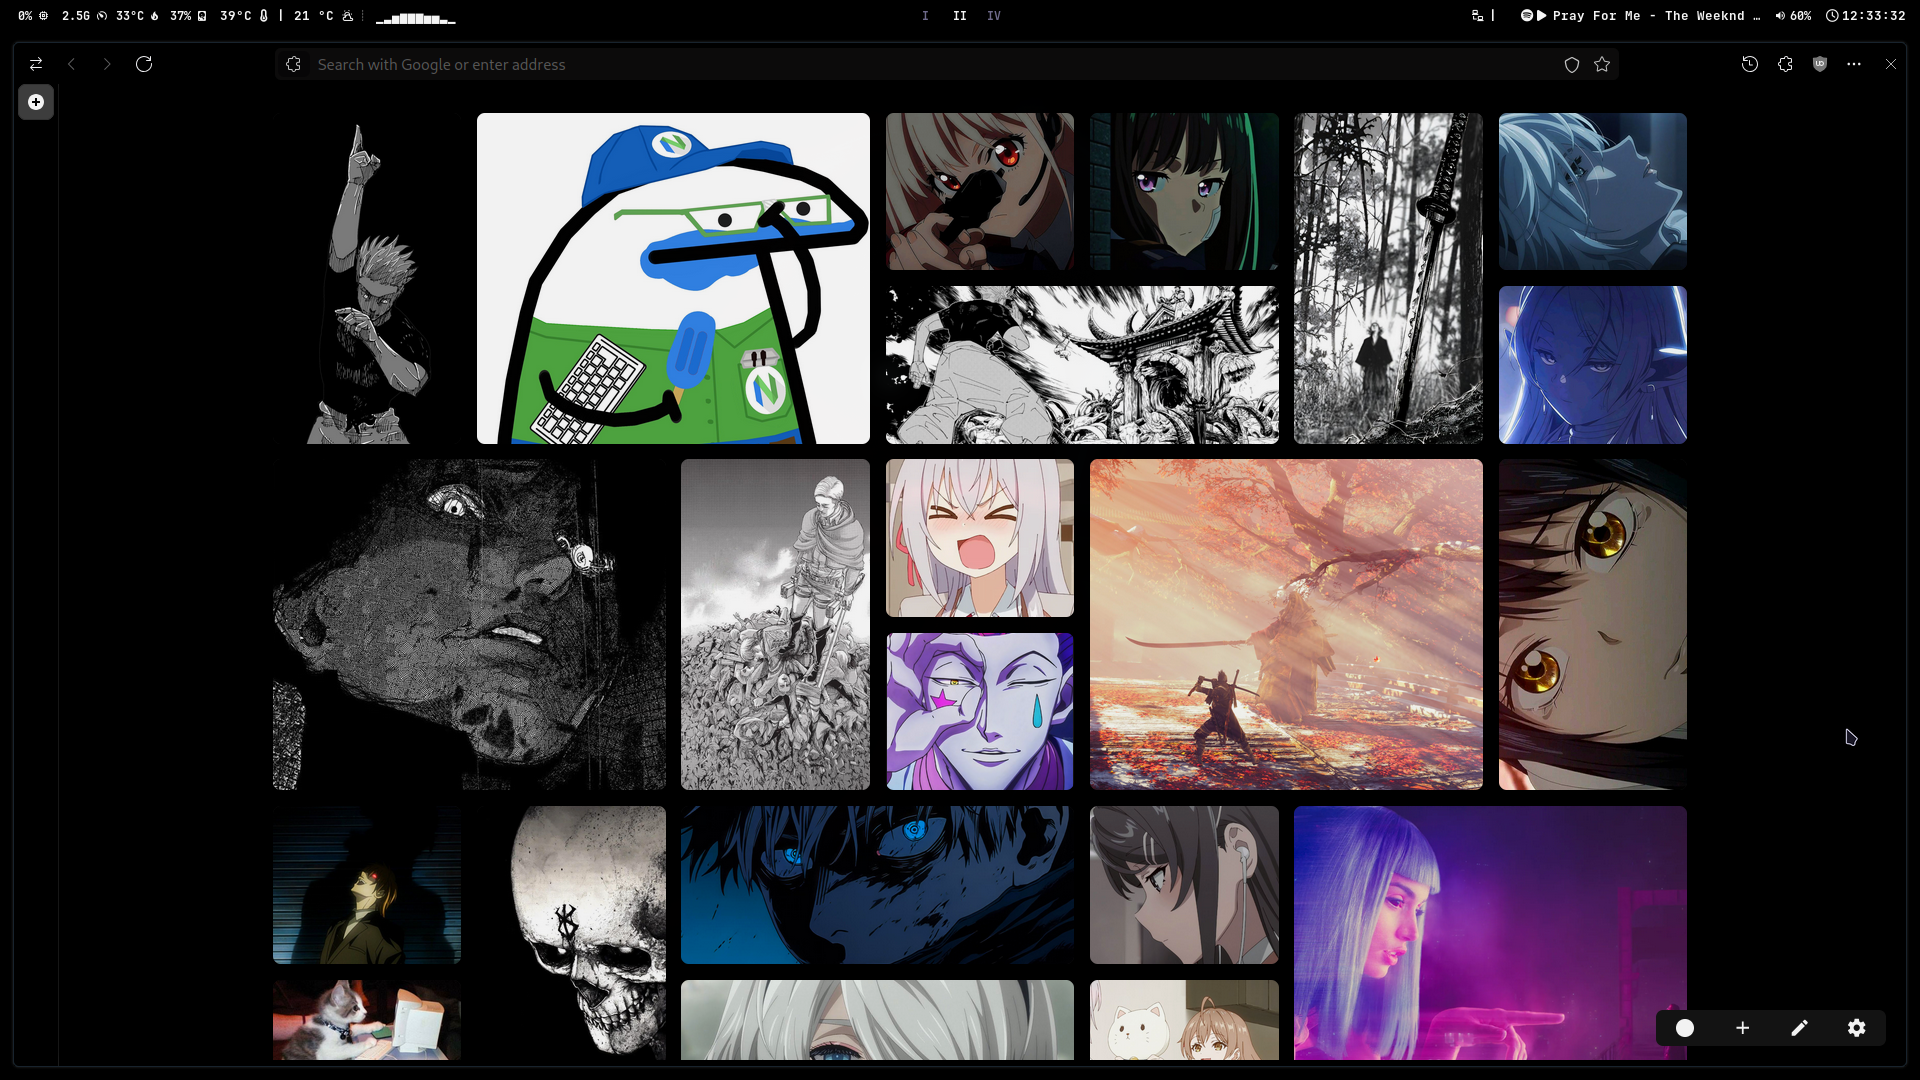 0% 2.5G 33°C 37% 39°C | 21 °C
I II IV
| Pray For Me - The Weeknd … 60% 12:33:32
Search with Google or enter address